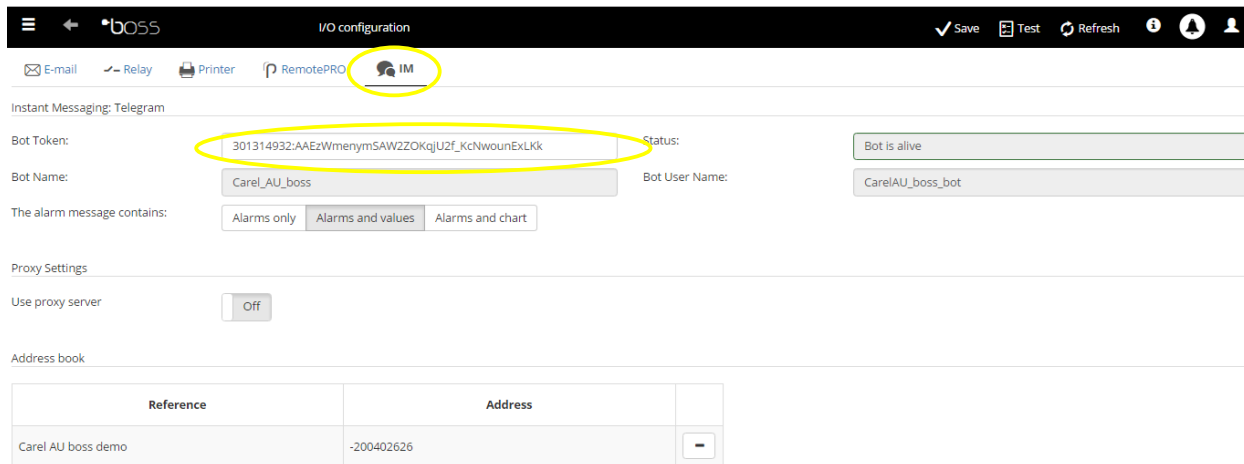 boss I/O configuration Save Test Refresh
E-mail Relay Printer RemotePRO IM
Instant Messaging: Telegram
Bot Token: 301314932:AAEzWmenymSAW2ZOKqjU2f_KcNwounExLKk Status: Bot is alive
Bot Name: Carel_AU_boss Bot User Name: CarelAU_boss_bot
The alarm message contains: Alarms only Alarms and values Alarms and chart
Proxy Settings
Use proxy server Off
Address book
Reference Address
Carel AU boss demo -200402626